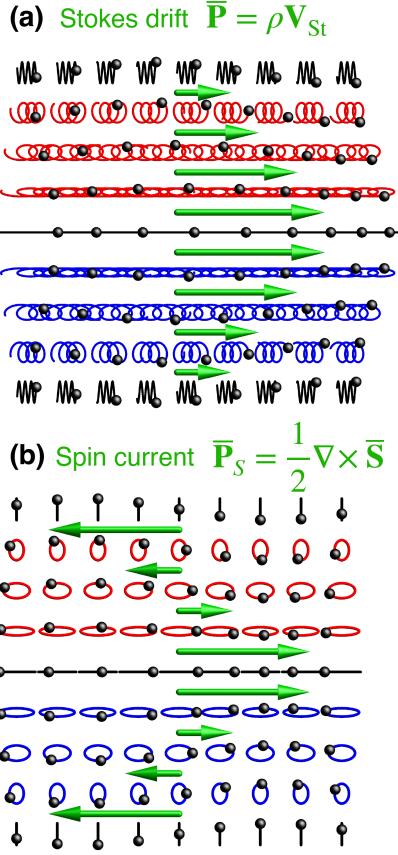 (a) Stokes drift P̅ = ρV_St
(b) Spin current P̅_S = 1/2 ∇× S̅